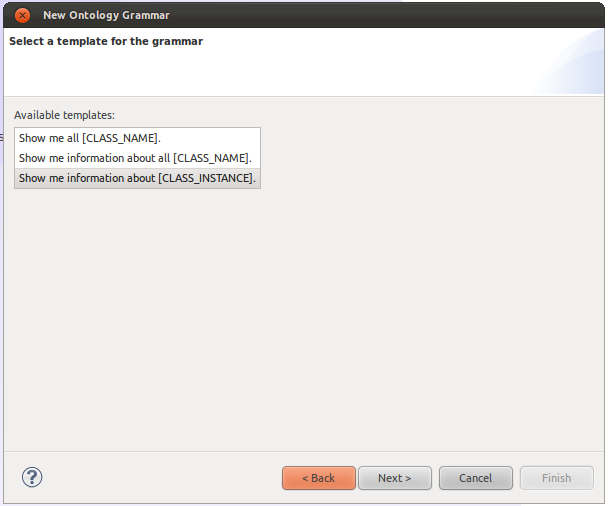 New Ontology Grammar
Select a template for the grammar
Available templates:
Show me all [CLASS_NAME].
Show me information about all [CLASS_NAME].
Show me information about [CLASS_INSTANCE].
s
?
< Back
Next >
Cancel
Finish